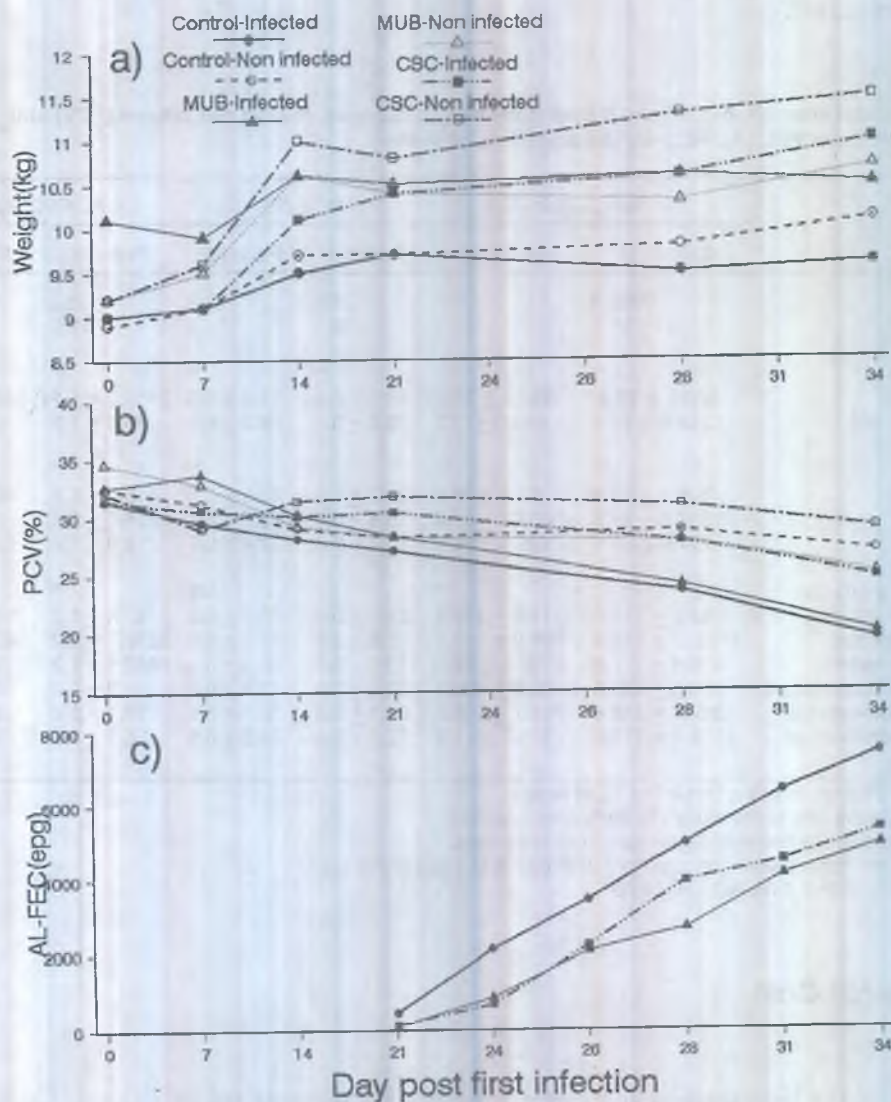 Control-Infected
MUB-Non infected
Control-Non infected
CSC-Infected
MUB-Infected
CSC-Non infected
a)
Weight(kg)
12
11.5
11
10.5
10
9.5
9
8.5
0 7 14 21 24 26 28 31 34
b)
PCV(%)
40
35
30
25
20
15
0 7 14 21 24 26 28 31 34
c)
AL-FEC(epg)
8000
6000
4000
2000
0
0 7 14 21 24 26 28 31 34
Day post first infection